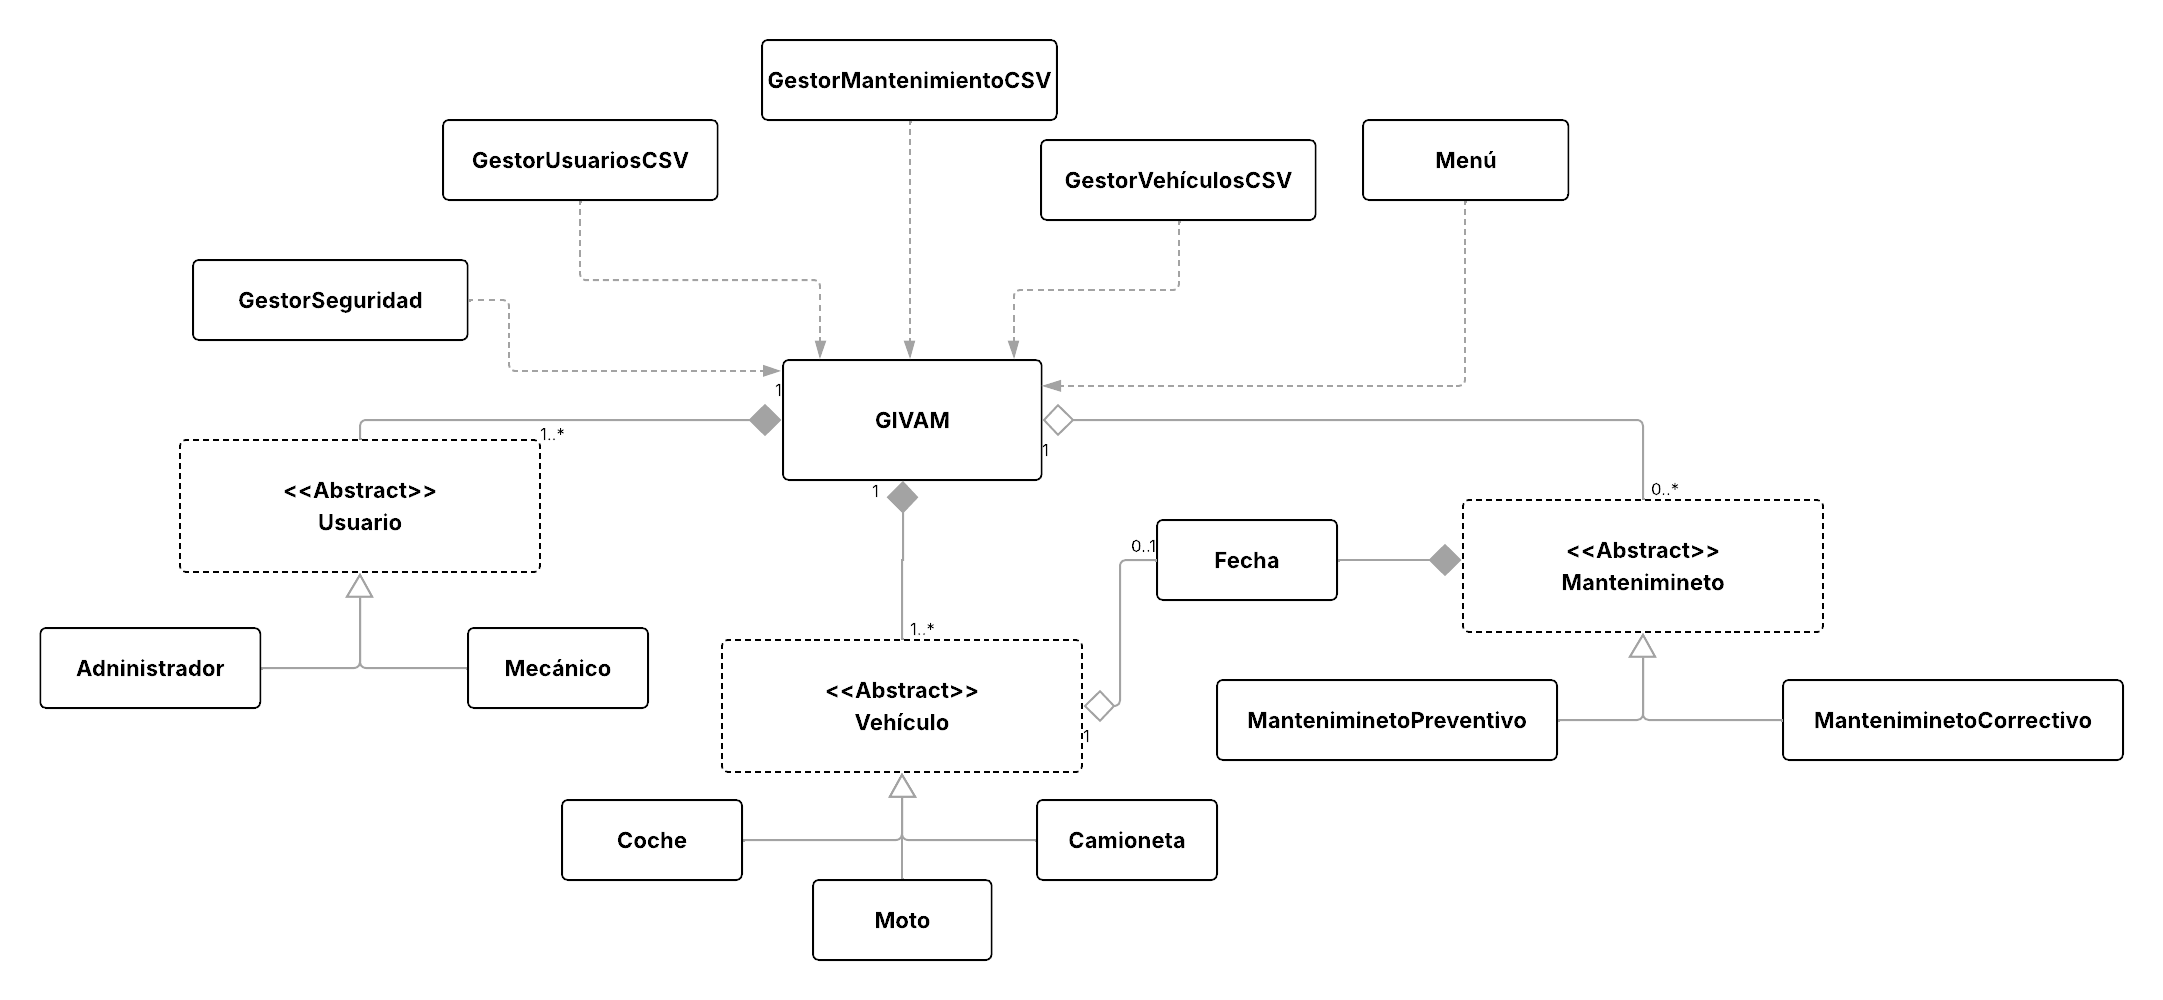 GestorMantenimientoCSV
GestorUsuariosCSV
Menú
GestorVehículosCSV
GestorSeguridad
1
GIVAM
1..*
1
<<Abstract>>
Usuario
1
0..*
<<Abstract>>
Mantenimineto
0..1
Fecha
1..*
Adninistrador
Mecánico
<<Abstract>>
Vehículo
1
ManteniminetoPreventivo
ManteniminetoCorrectivo
Coche
Camioneta
Moto